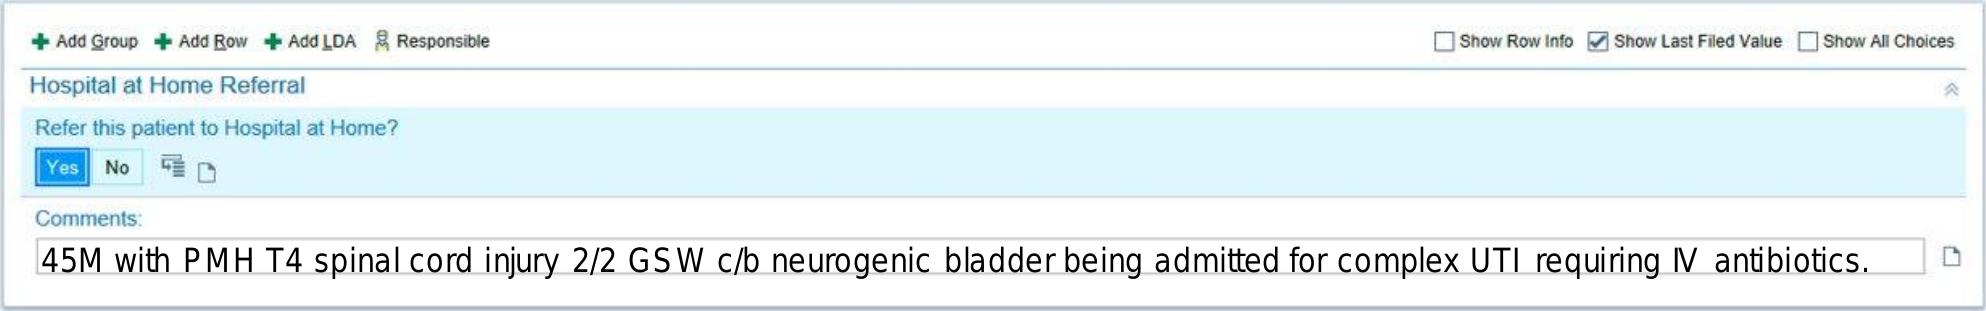 Add Group Add Row Add LDA Responsible Show Row Info Show Last Filed Value Show All Choices
Hospital at Home Referral
Refer this patient to Hospital at Home?
Yes No
Comments:
45M with PMH T4 spinal cord injury 2/2 GSW c/b neurogenic bladder being admitted for complex UTI requiring IV antibiotics.